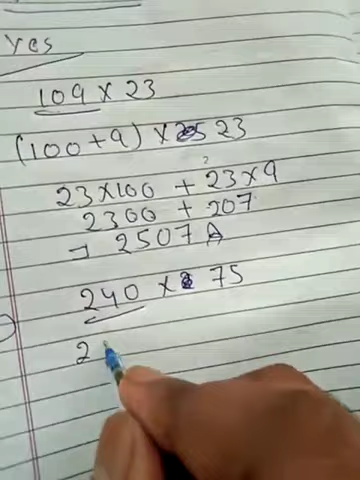 Yes
109 × 23
(100 + 9) × 23
23×100 + 23×9
2300 + 207
→ 2507 A
240 × 75
2